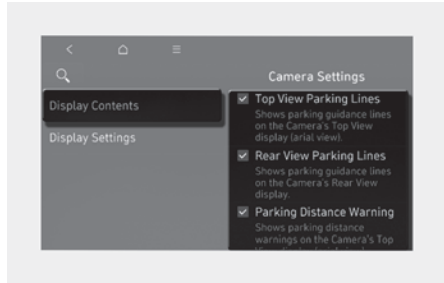 Camera Settings
Display Contents
Display Settings
Top View Parking Lines
Shows parking guidance lines
on the Camera's Top View
display (arial view).
Rear View Parking Lines
Shows parking guidance lines
on the Camera's Rear View
display.
Parking Distance Warning
Shows parking distance
warnings on the Camera's Top